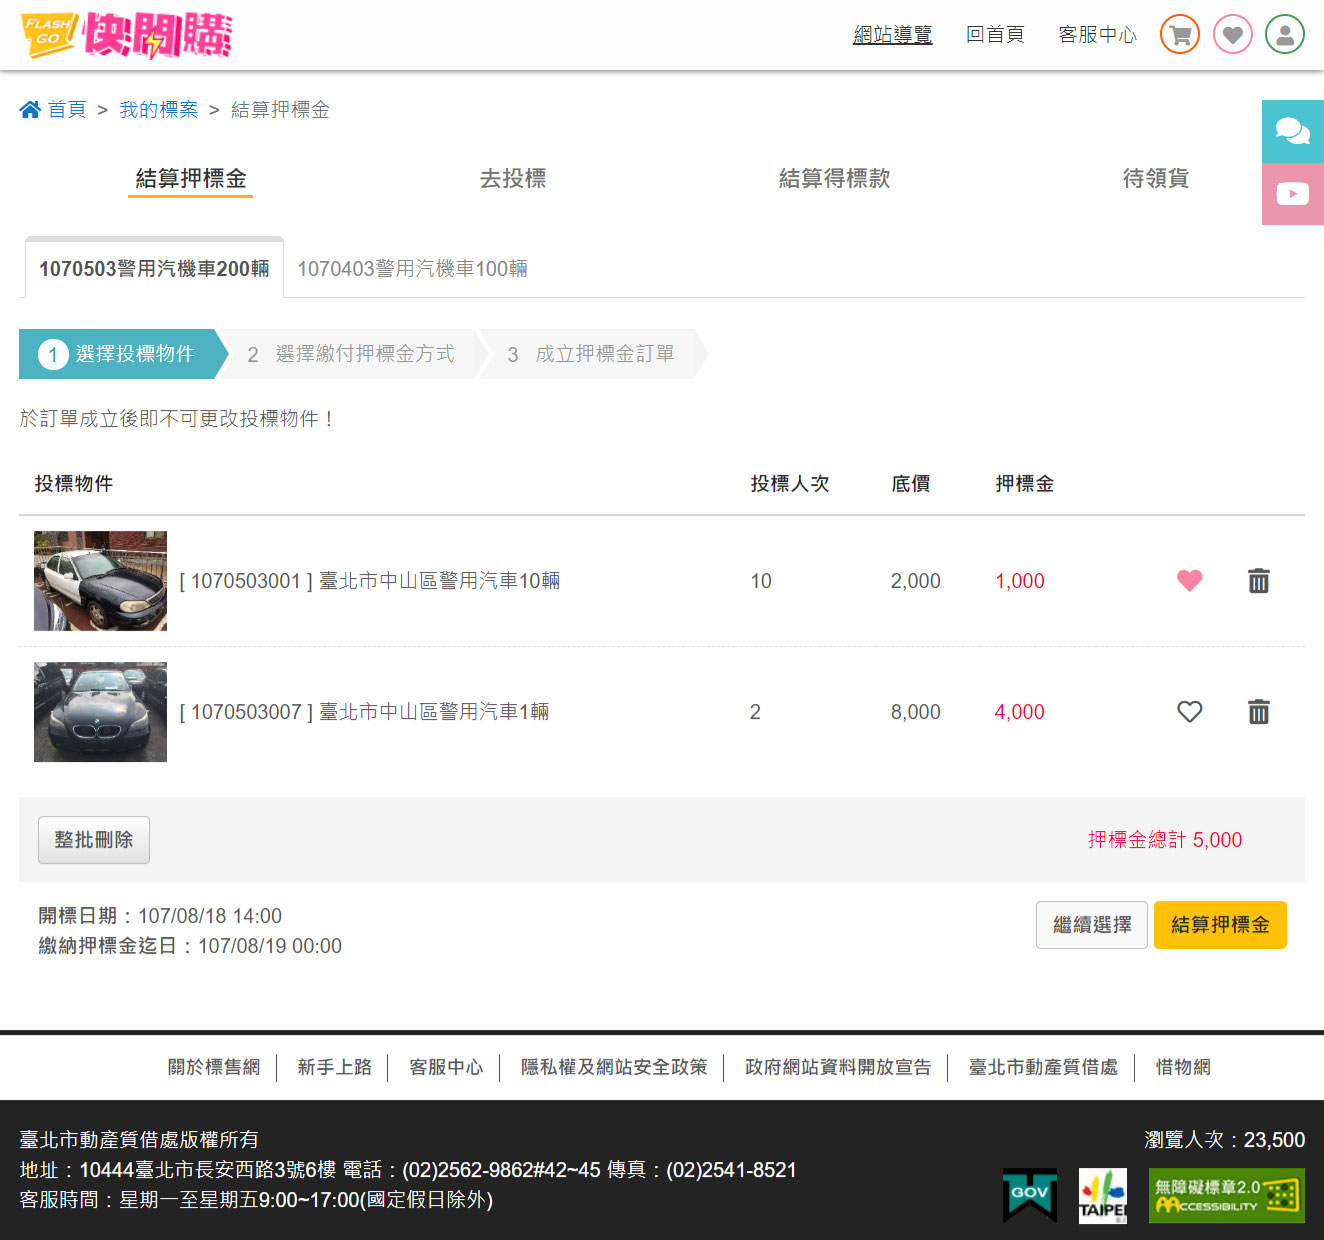 FLASH GO 快閃購
網站導覽 回首頁 客服中心
首頁 > 我的標案 > 結算押標金
結算押標金 去投標 結算得標款 待領貨
1070503警用汽機車200輛 1070403警用汽機車100輛
1 選擇投標物件 2 選擇繳付押標金方式 3 成立押標金訂單
於訂單成立後即不可更改投標物件！
投標物件 投標人次 底價 押標金
[ 1070503001 ] 臺北市中山區警用汽車10輛 10 2,000 1,000
[ 1070503007 ] 臺北市中山區警用汽車1輛 2 8,000 4,000
整批刪除 押標金總計 5,000
開標日期：107/08/18 14:00
繳納押標金迄日：107/08/19 00:00
繼續選擇 結算押標金
關於標售網 新手上路 客服中心 隱私權及網站安全政策 政府網站資料開放宣告 臺北市動產質借處 惜物網
臺北市動產質借處版權所有
地址：10444臺北市長安西路3號6樓 電話：(02)2562-9862#42~45 傳真：(02)2541-8521
客服時間：星期一至星期五9:00~17:00(國定假日除外)
瀏覽人次：23,500
GOV
TAIPEI
無障礙標章2.0
AACCESSIBILITY